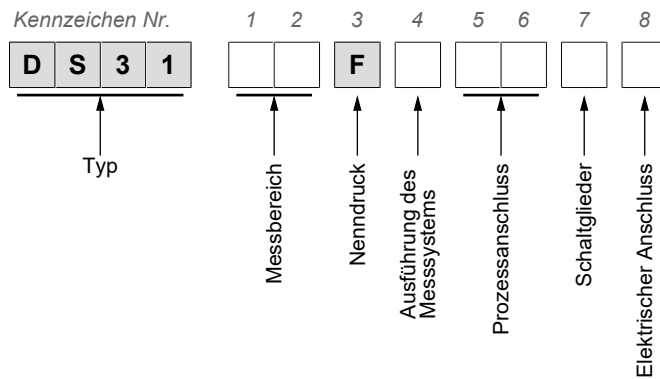 Kennzeichen Nr. 1 2 3 4 5 6 7 8
D S 3 1 F
Typ
Messbereich
Nenndruck
Ausführung des
Messsystems
Prozessanschluss
Schaltglieder
Elektrischer Anschluss